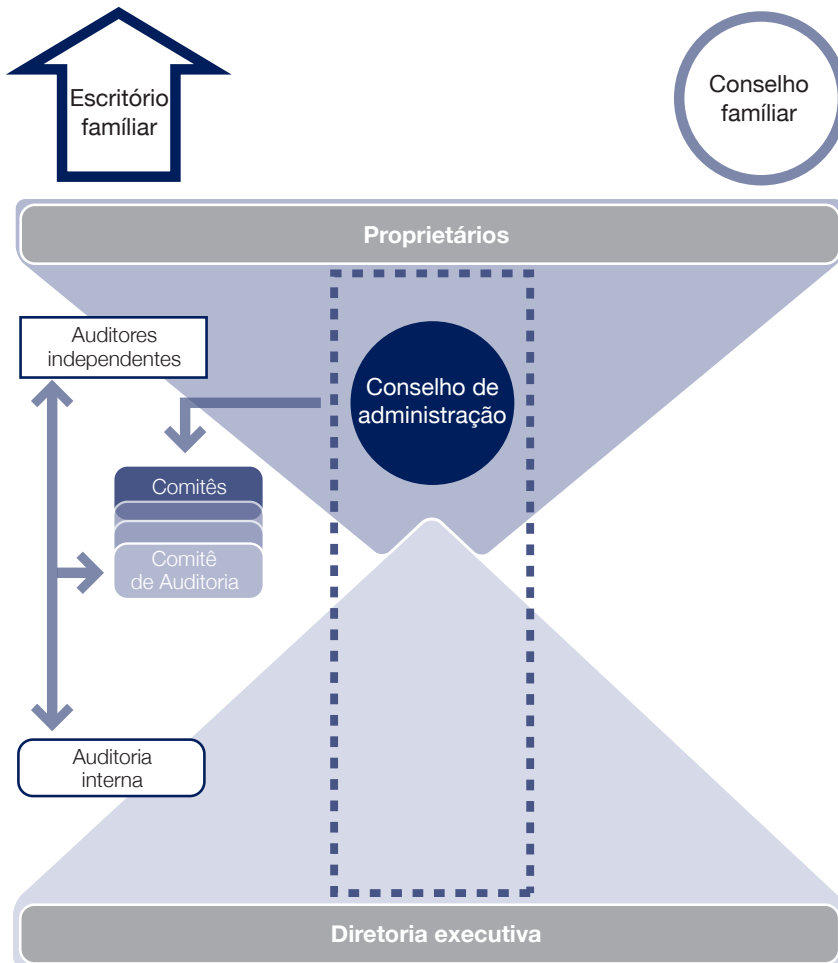 Escritório
famíliar
Conselho
famíliar
Proprietários
Auditores
independentes
Conselho de
administração
Comitês
Comitê
de Auditoria
Auditoria
interna
Diretoria executiva